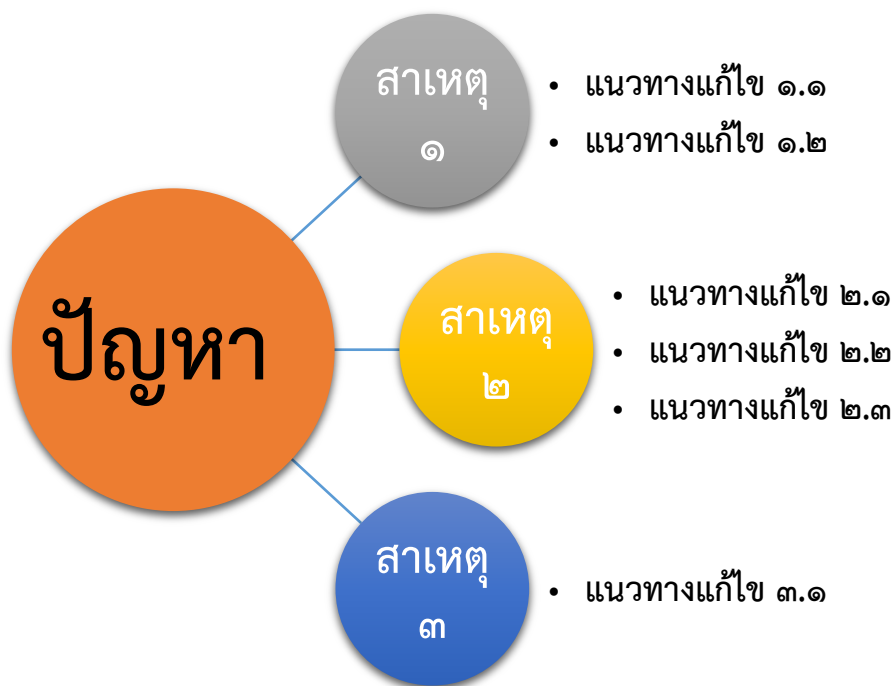 ปัญหา
สาเหตุ
๑
• แนวทางแก้ไข ๑.๑
• แนวทางแก้ไข ๑.๒
สาเหตุ
๒
• แนวทางแก้ไข ๒.๑
• แนวทางแก้ไข ๒.๒
• แนวทางแก้ไข ๒.๓
สาเหตุ
๓
• แนวทางแก้ไข ๓.๑